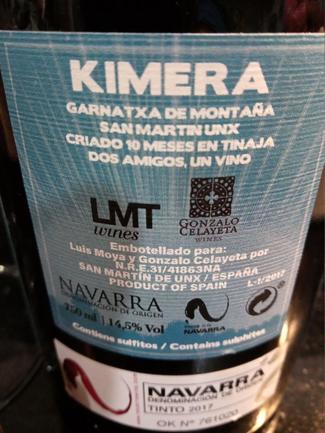 KIMERA
GARNATXA DE MONTAÑA
SAN MARTIN UNX
CRIADO 10 MESES EN TINAJA
DOS AMIGOS, UN VINO
LMT
wines
GONZALO
CELAYETA
WINES
Embotellado para:
Luis Moya y Gonzalo Celayeta por
N.R.E.31/41863NA
SAN MARTÍN DE UNX / ESPAÑA
PRODUCT OF SPAIN
L-1/2017
NAVARRA
DENOMINACIÓN DE ORIGEN
750 ml 14,5% Vol
NAVARRA
Contiene sulfitos / Contains sulphites
NAVARRA
DENOMINACIÓN DE ORIGEN
TINTO 2017
OK Nº 761020